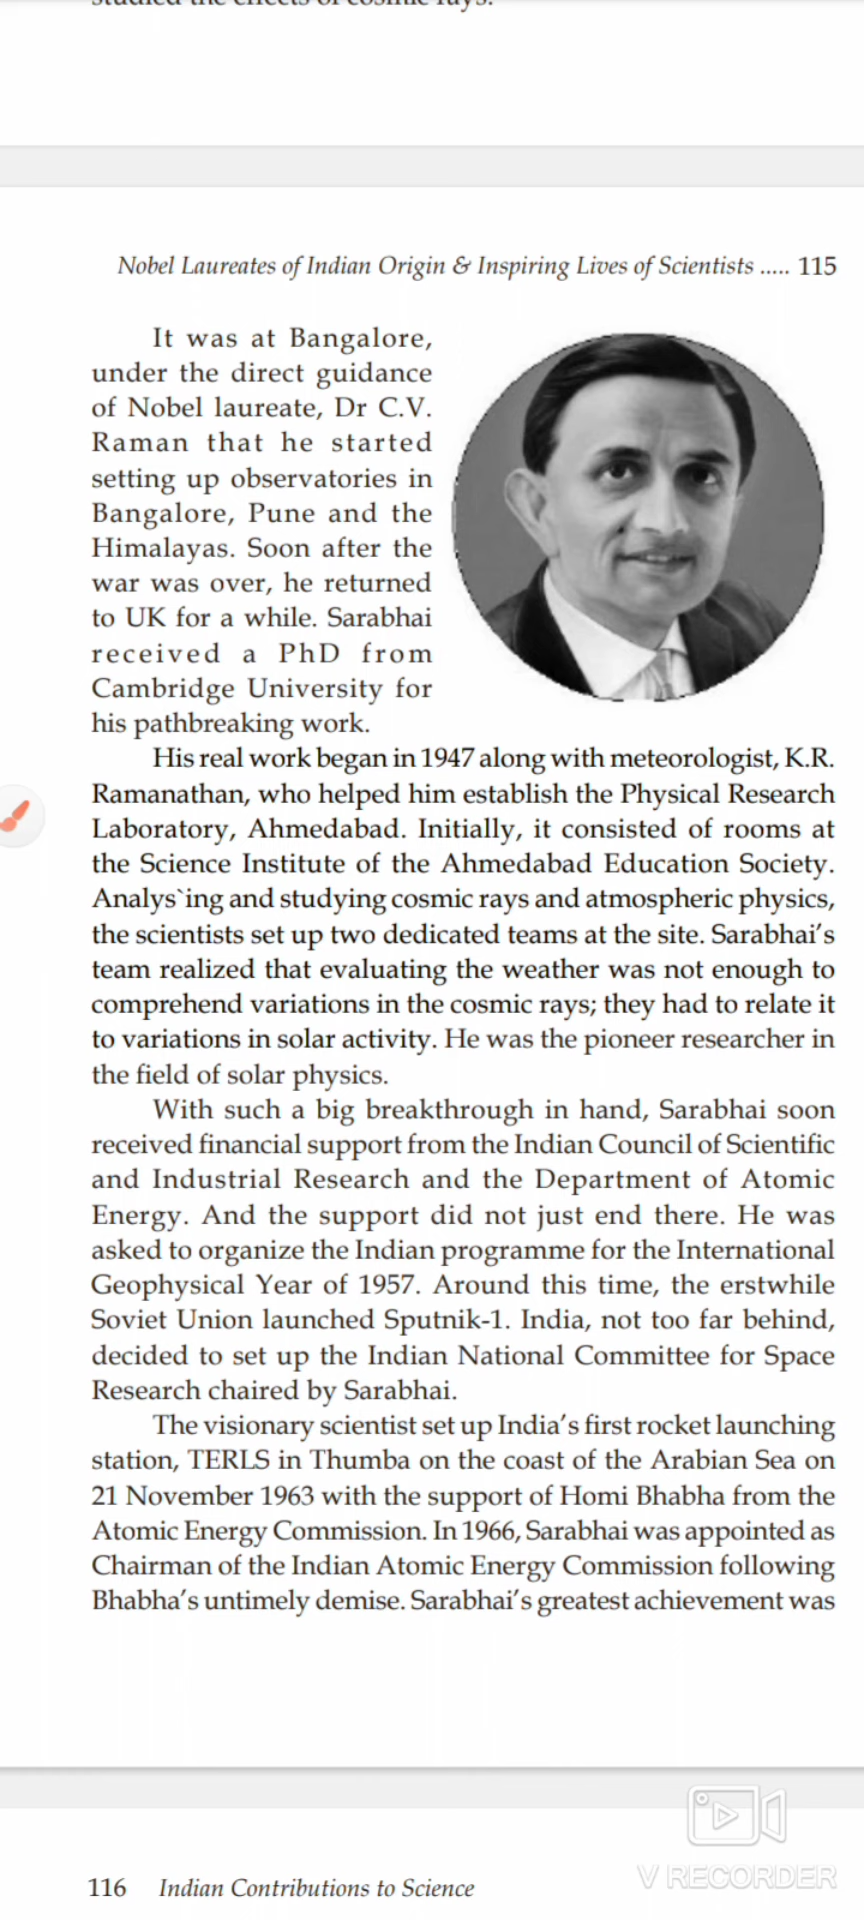 studied the effects of cosmic rays.
Nobel Laureates of Indian Origin & Inspiring Lives of Scientists ..... 115
It was at Bangalore,
under the direct guidance
of Nobel laureate, Dr C.V.
Raman that he started
setting up observatories in
Bangalore, Pune and the
Himalayas. Soon after the
war was over, he returned
to UK for a while. Sarabhai
received a PhD from
Cambridge University for
his pathbreaking work.
His real work began in 1947 along with meteorologist, K.R.
Ramanathan, who helped him establish the Physical Research
Laboratory, Ahmedabad. Initially, it consisted of rooms at
the Science Institute of the Ahmedabad Education Society.
Analys`ing and studying cosmic rays and atmospheric physics,
the scientists set up two dedicated teams at the site. Sarabhai’s
team realized that evaluating the weather was not enough to
comprehend variations in the cosmic rays; they had to relate it
to variations in solar activity. He was the pioneer researcher in
the field of solar physics.
With such a big breakthrough in hand, Sarabhai soon
received financial support from the Indian Council of Scientific
and Industrial Research and the Department of Atomic
Energy. And the support did not just end there. He was
asked to organize the Indian programme for the International
Geophysical Year of 1957. Around this time, the erstwhile
Soviet Union launched Sputnik-1. India, not too far behind,
decided to set up the Indian National Committee for Space
Research chaired by Sarabhai.
The visionary scientist set up India’s first rocket launching
station, TERLS in Thumba on the coast of the Arabian Sea on
21 November 1963 with the support of Homi Bhabha from the
Atomic Energy Commission. In 1966, Sarabhai was appointed as
Chairman of the Indian Atomic Energy Commission following
Bhabha’s untimely demise. Sarabhai’s greatest achievement was
V RECORDER
116 Indian Contributions to Science